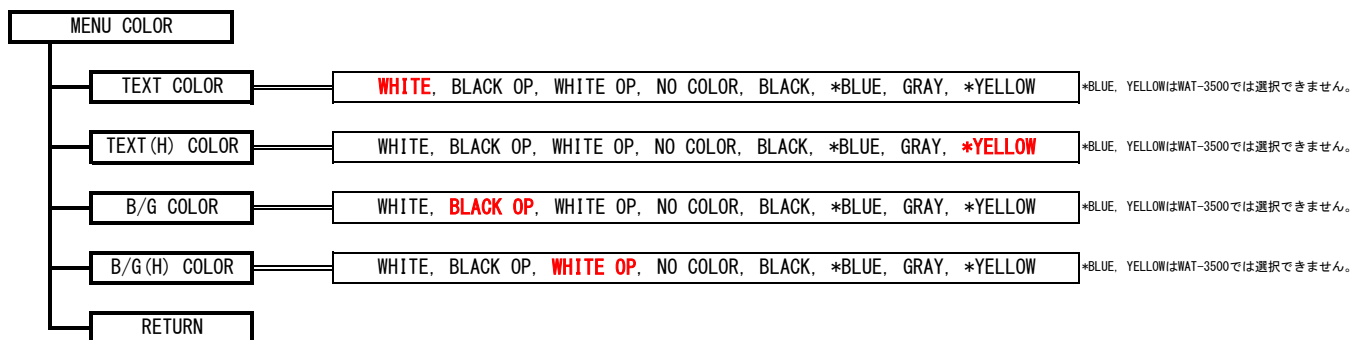 MENU COLOR
TEXT COLOR WHITE, BLACK OP, WHITE OP, NO COLOR, BLACK, *BLUE, GRAY, *YELLOW *BLUE, YELLOWはWAT-3500では選択できません。
TEXT(H) COLOR WHITE, BLACK OP, WHITE OP, NO COLOR, BLACK, *BLUE, GRAY, *YELLOW *BLUE, YELLOWはWAT-3500では選択できません。
B/G COLOR WHITE, BLACK OP, WHITE OP, NO COLOR, BLACK, *BLUE, GRAY, *YELLOW *BLUE, YELLOWはWAT-3500では選択できません。
B/G(H) COLOR WHITE, BLACK OP, WHITE OP, NO COLOR, BLACK, *BLUE, GRAY, *YELLOW *BLUE, YELLOWはWAT-3500では選択できません。
RETURN